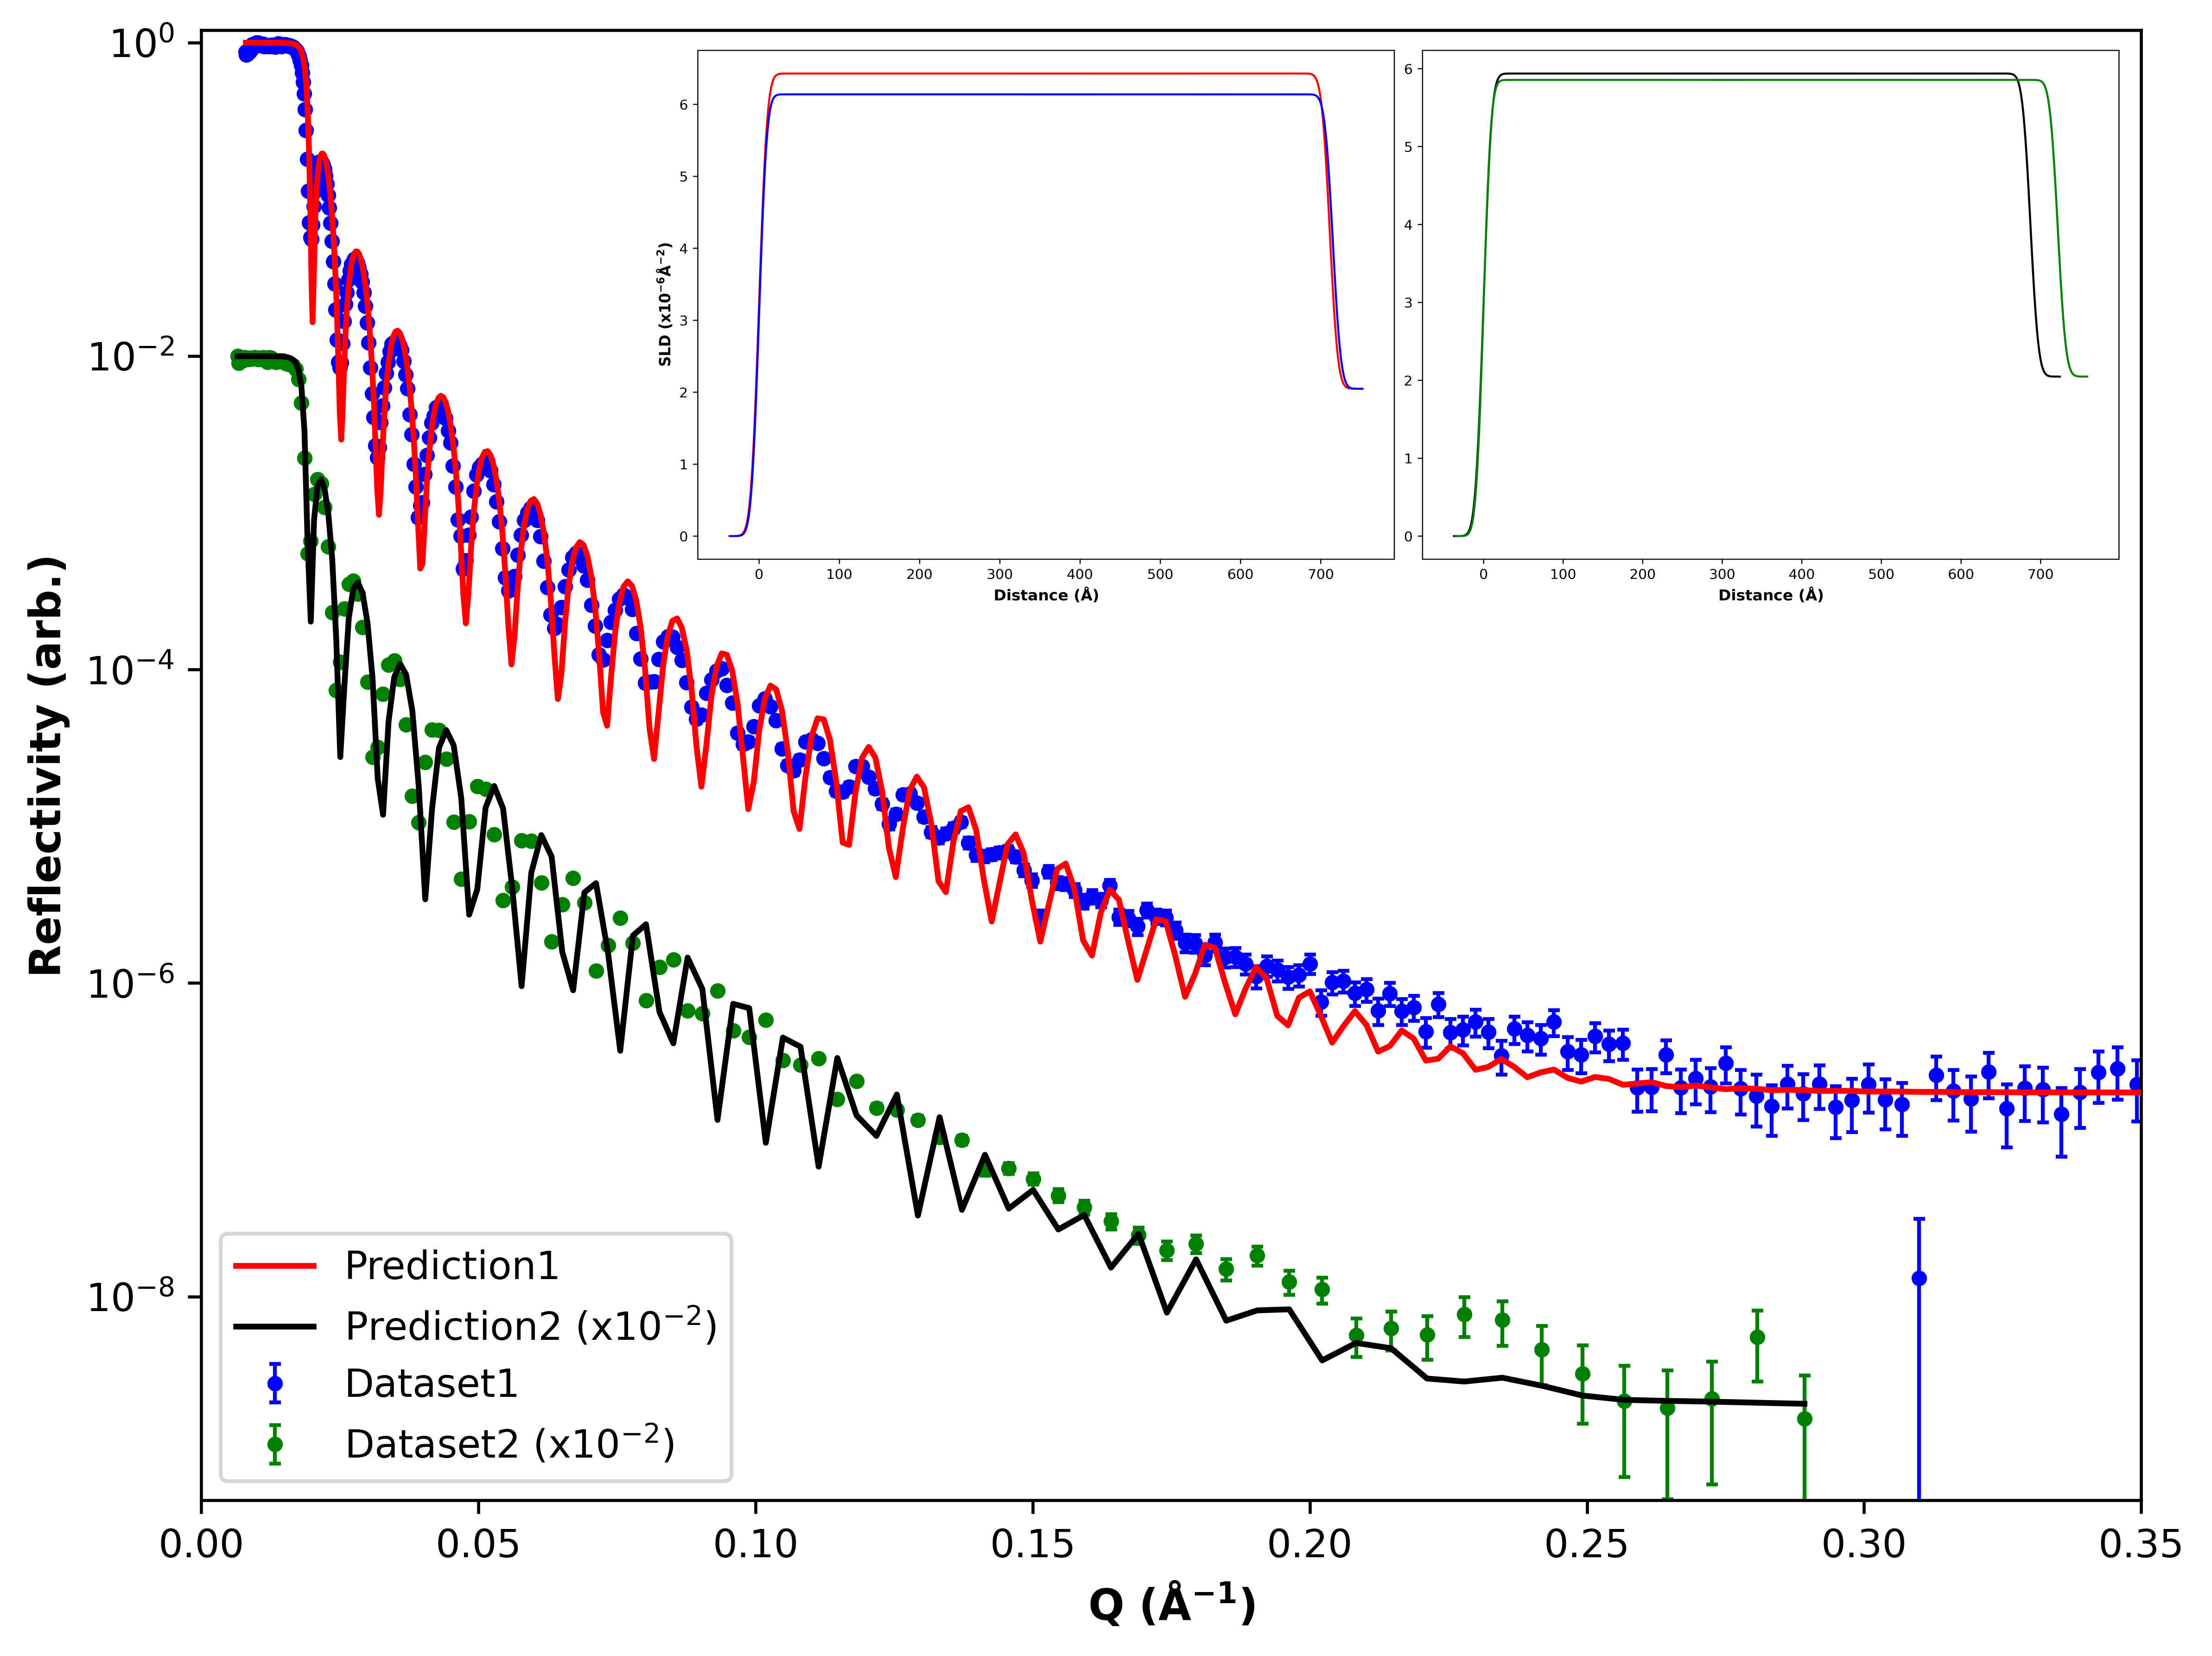 10⁰
10⁻²
10⁻⁴
10⁻⁶
10⁻⁸
Reflectivity (arb.)
0.00 0.05 0.10 0.15 0.20 0.25 0.30 0.35
Q (Å⁻¹)
6
5
4
3
2
1
0
SLD (x10⁻⁶Å⁻²)
0 100 200 300 400 500 600 700
Distance (Å)
6
5
4
3
2
1
0
0 100 200 300 400 500 600 700
Distance (Å)
Prediction1
Prediction2 (x10⁻²)
Dataset1
Dataset2 (x10⁻²)